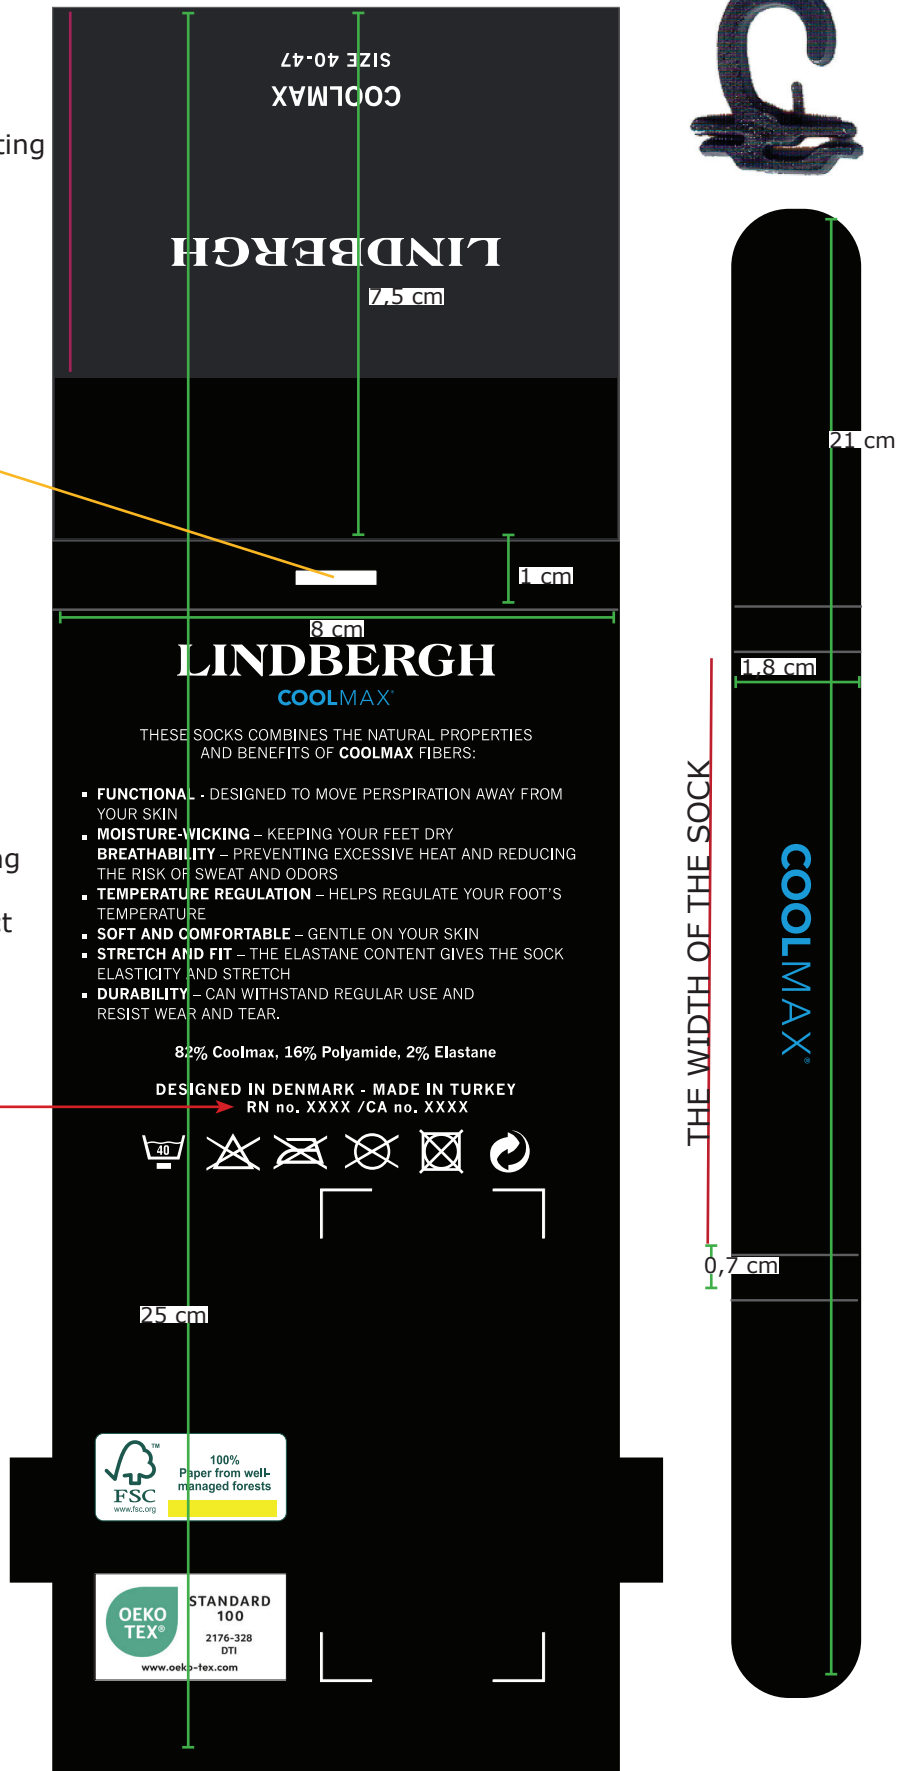 SIZE 40-47
COOLMAX
LINDBERGH
7,5 cm
1 cm
8 cm
LINDBERGH
COOLMAX®
THESE SOCKS COMBINES THE NATURAL PROPERTIES
AND BENEFITS OF COOLMAX FIBERS:
▪ FUNCTIONAL - DESIGNED TO MOVE PERSPIRATION AWAY FROM
YOUR SKIN
▪ MOISTURE-WICKING – KEEPING YOUR FEET DRY
BREATHABILITY – PREVENTING EXCESSIVE HEAT AND REDUCING
THE RISK OF SWEAT AND ODORS
▪ TEMPERATURE REGULATION – HELPS REGULATE YOUR FOOT'S
TEMPERATURE
▪ SOFT AND COMFORTABLE – GENTLE ON YOUR SKIN
▪ STRETCH AND FIT – THE ELASTANE CONTENT GIVES THE SOCK
ELASTICITY AND STRETCH
▪ DURABILITY – CAN WITHSTAND REGULAR USE AND
RESIST WEAR AND TEAR.
82% Coolmax, 16% Polyamide, 2% Elastane
DESIGNED IN DENMARK - MADE IN TURKEY
RN no. XXXX /CA no. XXXX
40
25 cm
FSC
™
www.fsc.org
100%
Paper from well-
managed forests
OEKO
TEX®
STANDARD
100
2176-328
DTI
www.oeko-tex.com
21 cm
1,8 cm
THE WIDTH OF THE SOCK
COOLMAX®
0,7 cm